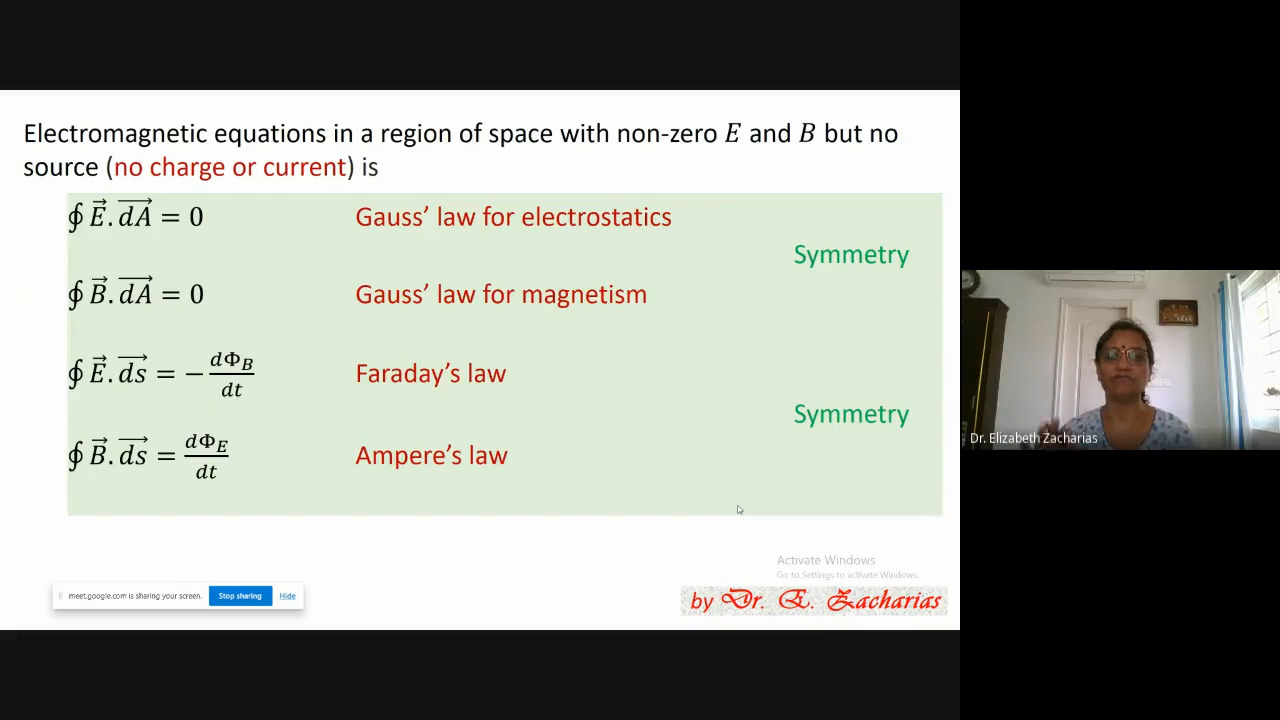 Electromagnetic equations in a region of space with non-zero E and B but no
source (no charge or current) is
∮ E⃗. dA⃗ = 0 Gauss’ law for electrostatics
Symmetry
∮ B⃗. dA⃗ = 0 Gauss’ law for magnetism
∮ E⃗. ds⃗ = − dΦ_B/dt Faraday’s law
Symmetry
∮ B⃗. ds⃗ = dΦ_E/dt Ampere’s law
Dr. Elizabeth Zacharias
Activate Windows
Go to Settings to activate Windows.
meet.google.com is sharing your screen. Stop sharing Hide
by Dr. E. Zacharias